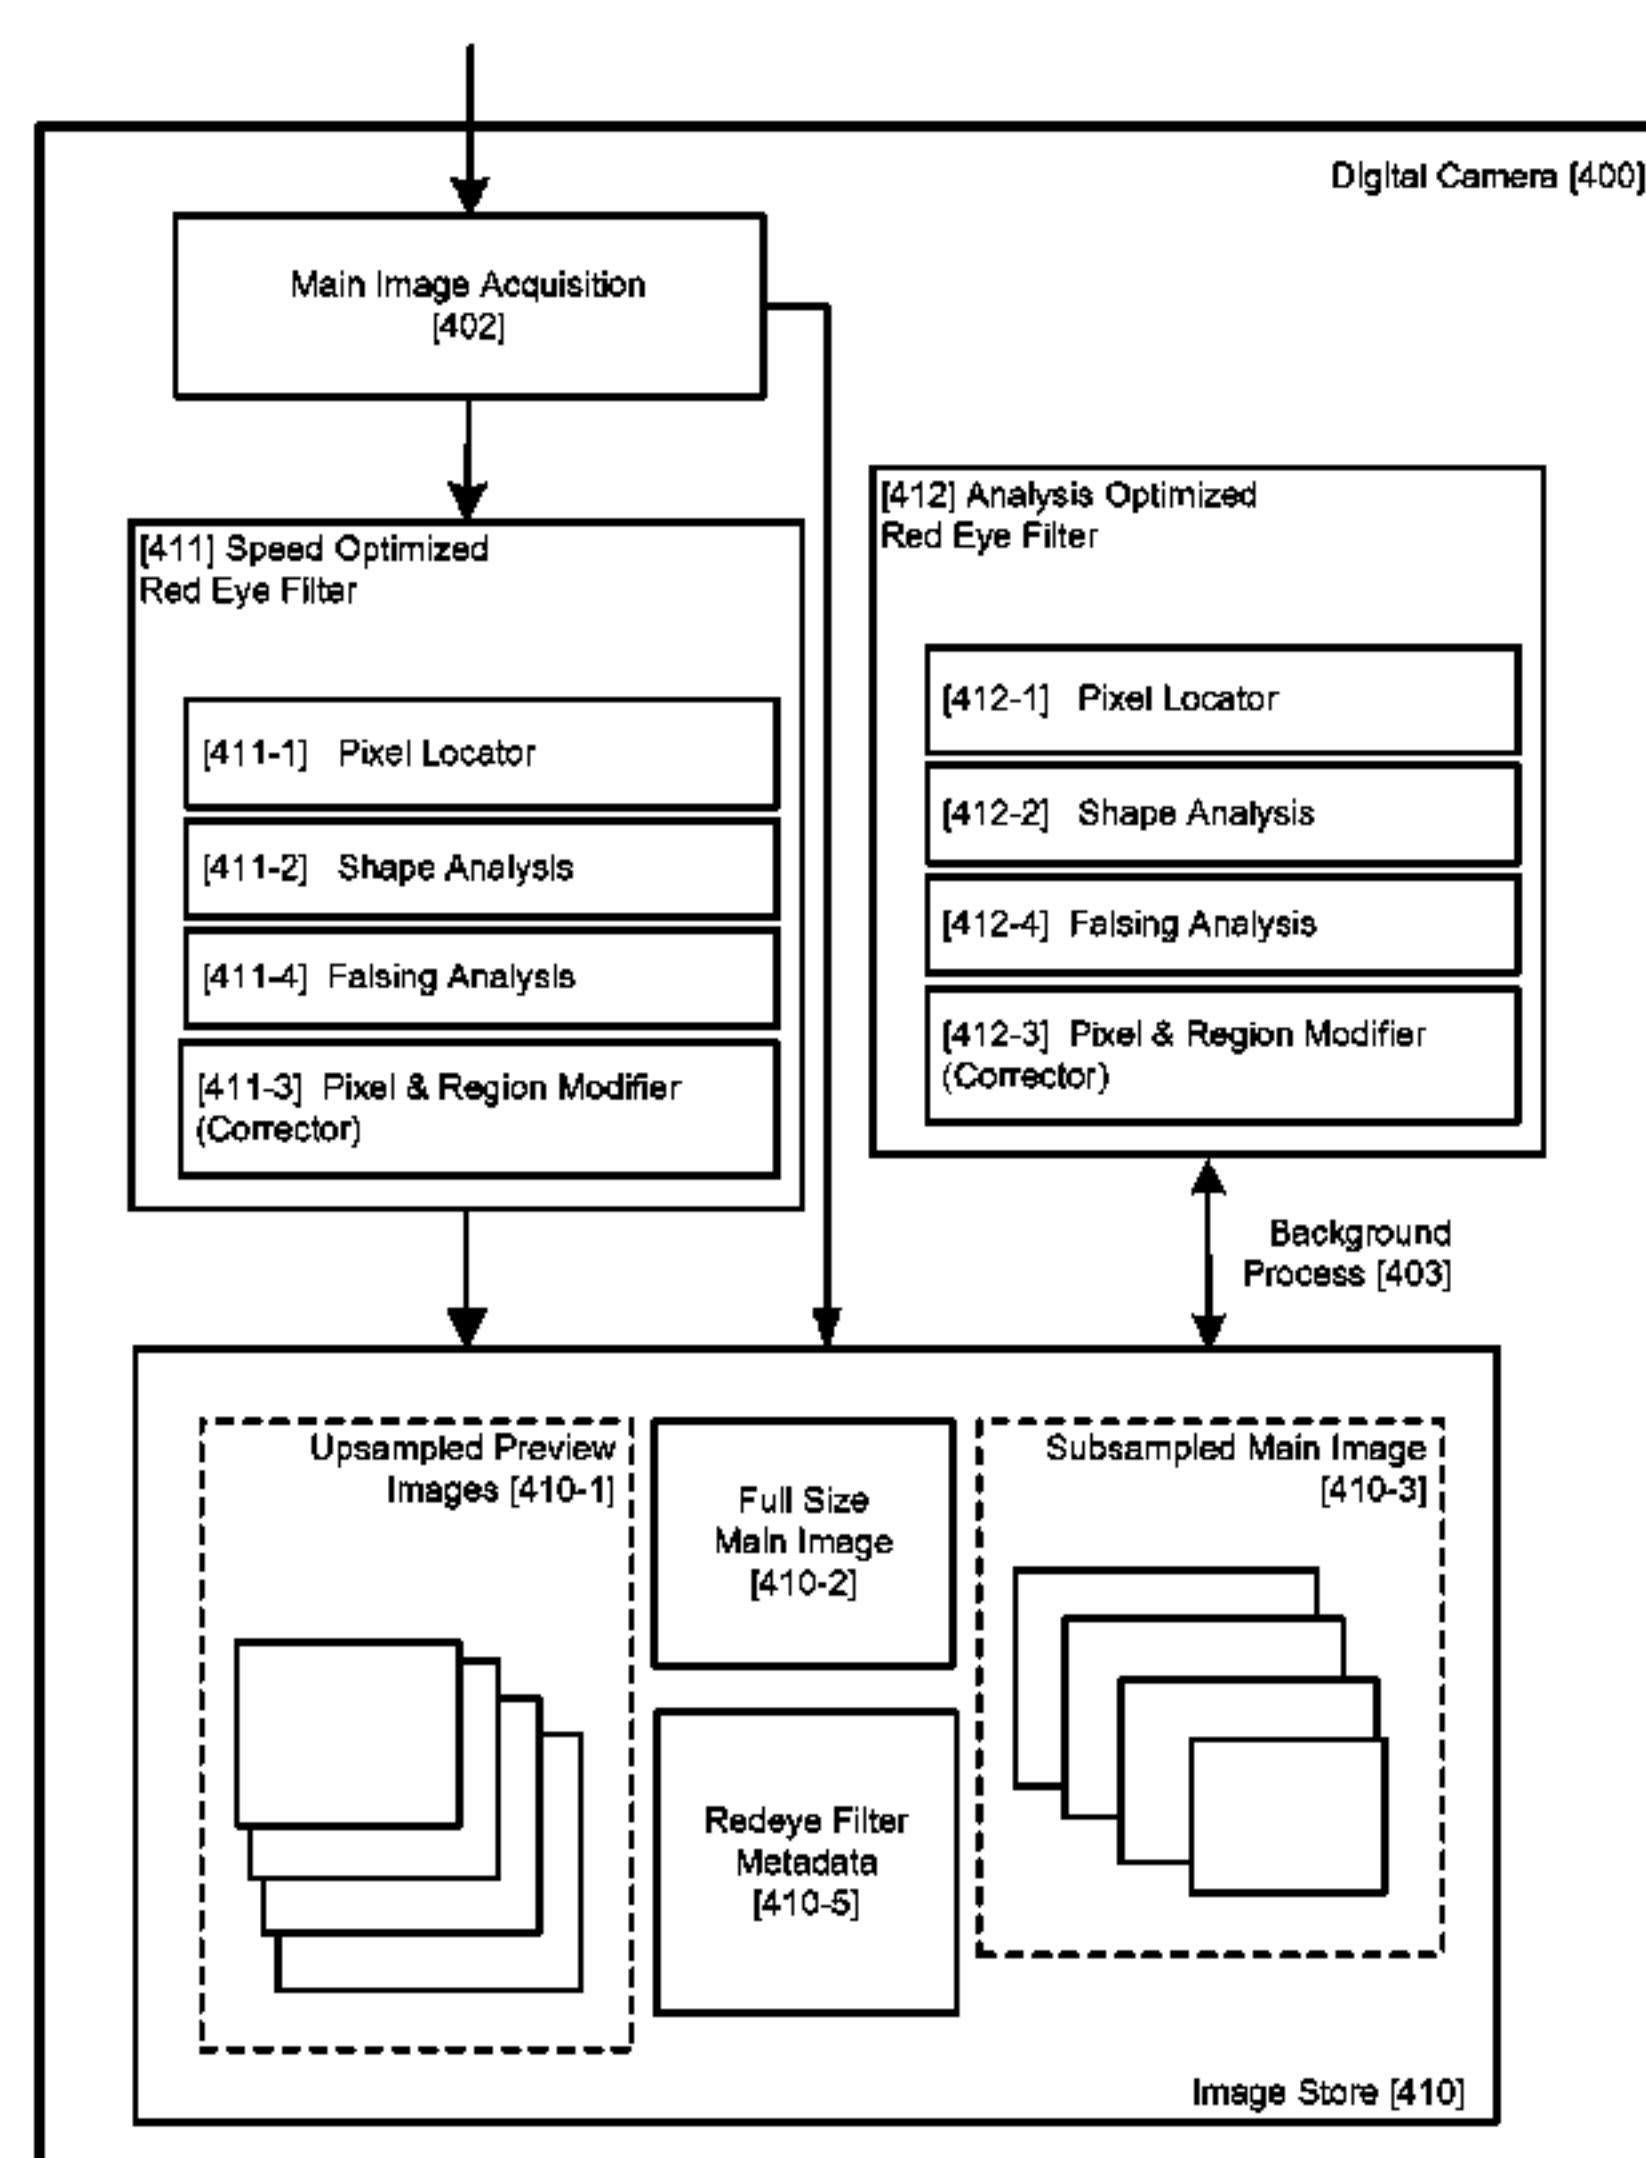 Digital Camera [400]
Main Image Acquisition
[402]
[411] Speed Optimized
Red Eye Filter
[411-1] Pixel Locator
[411-2] Shape Analysis
[411-4] Falsing Analysis
[411-3] Pixel & Region Modifier
(Corrector)
[412] Analysis Optimized
Red Eye Filter
[412-1] Pixel Locator
[412-2] Shape Analysis
[412-4] Falsing Analysis
[412-3] Pixel & Region Modifier
(Corrector)
Background
Process [403]
Upsampled Preview
Images [410-1]
Full Size
Main Image
[410-2]
Subsampled Main Image
[410-3]
Redeye Filter
Metadata
[410-5]
Image Store [410]